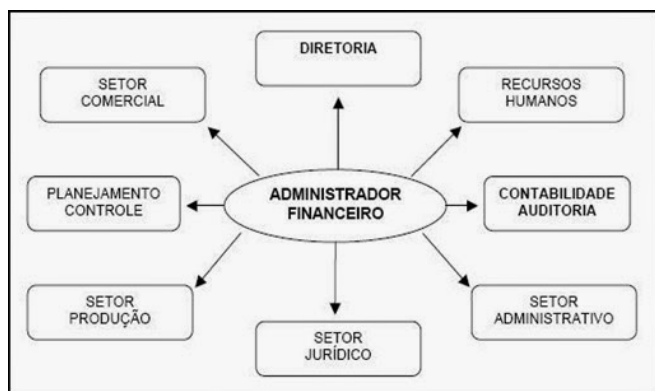 DIRETORIA
SETOR
COMERCIAL
RECURSOS
HUMANOS
PLANEJAMENTO
CONTROLE
ADMINISTRADOR
FINANCEIRO
CONTABILIDADE
AUDITORIA
SETOR
PRODUÇÃO
SETOR
JURÍDICO
SETOR
ADMINISTRATIVO